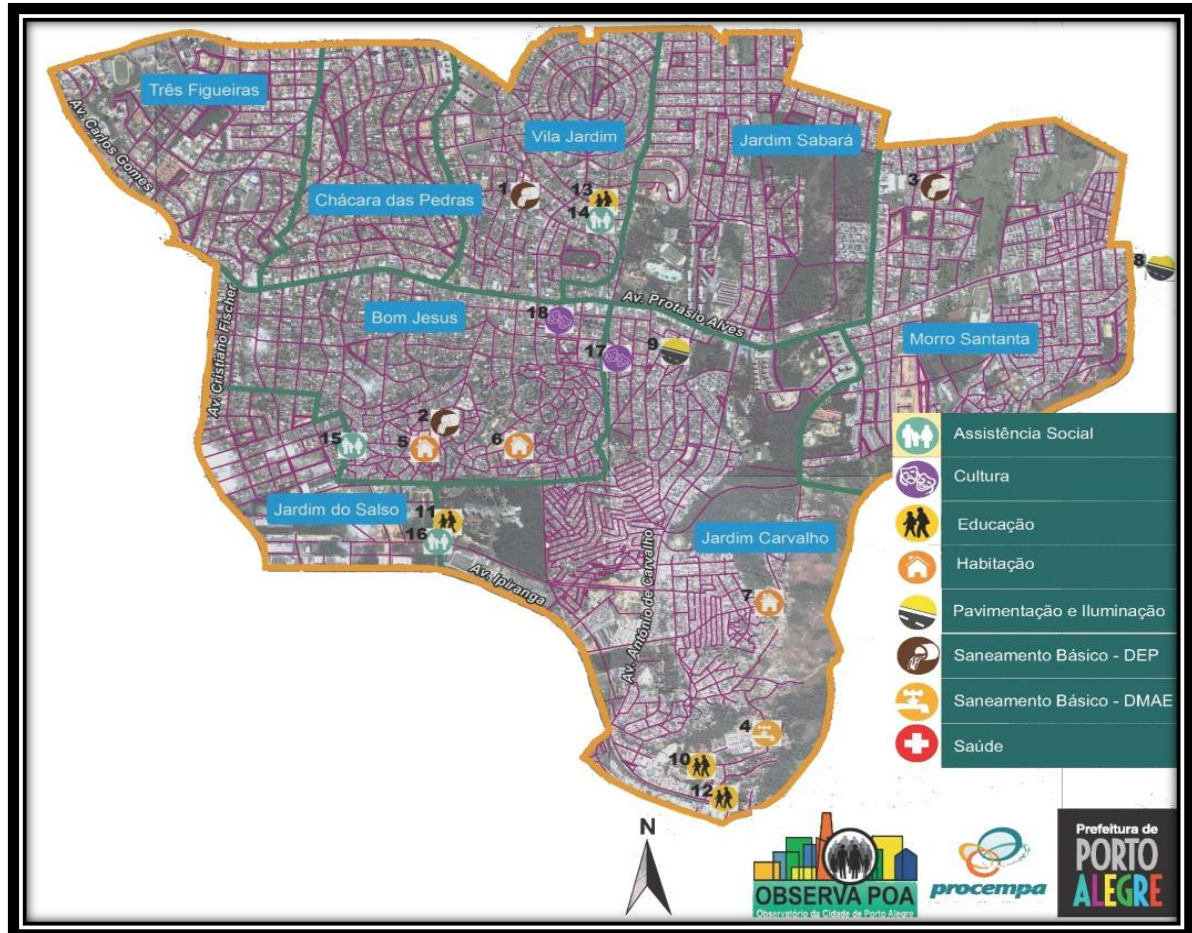 Três Figueiras
Av. Carlos Gomes
Vila Jardim
Jardim Sabará
Chácara das Pedras
1
13
14
3
8
Av. Cristiano Fischer
Bom Jesus
18
Av. Protásio Alves
17
9
Morro Santanta
2
15
5
6
Jardim do Salso
11
16
Av. Ipiranga
Av. Antônio de Carvalho
Jardim Carvalho
7
4
10
12
Assistência Social
Cultura
Educação
Habitação
Pavimentação e Iluminação
Saneamento Básico - DEP
Saneamento Básico - DMAE
Saúde
N
OBSERVA POA
Observatório da Cidade de Porto Alegre
procempa
Prefeitura de
PORTO
ALEGRE